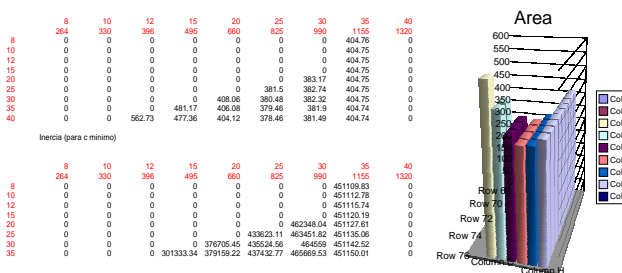 8 10 12 15 20 25 30 35 40
264 330 396 495 660 825 990 1155 1320
8 0 0 0 0 0 0 0 404.76 0
10 0 0 0 0 0 0 0 404.75 0
12 0 0 0 0 0 0 0 404.75 0
15 0 0 0 0 0 0 0 404.75 0
20 0 0 0 0 0 0 383.17 404.75 0
25 0 0 0 0 0 381.5 382.74 404.75 0
30 0 0 0 0 408.06 380.48 382.32 404.75 0
35 0 0 0 481.17 406.08 379.46 381.9 404.74 0
40 0 0 562.73 477.36 404.12 378.46 381.49 404.74 0
Inercia (para c minimo)
8 10 12 15 20 25 30 35 40
264 330 396 495 660 825 990 1155 1320
8 0 0 0 0 0 0 0 451109.83 0
10 0 0 0 0 0 0 0 451112.78 0
12 0 0 0 0 0 0 0 451115.74 0
15 0 0 0 0 0 0 0 451120.19 0
20 0 0 0 0 0 0 462348.04 451127.61 0
25 0 0 0 0 0 433623.11 463451.82 451135.06 0
30 0 0 0 0 376705.45 435524.56 464559 451142.52 0
35 0 0 0 301333.34 379159.22 437432.77 465669.53 451150.01 0
Area
600
550
500
450
400
350
300
250
200
150
100
Row 70
Row 72
Row 74
Row 76
Column H
Col
Col
Col
Col
Col
Col
Col
Col